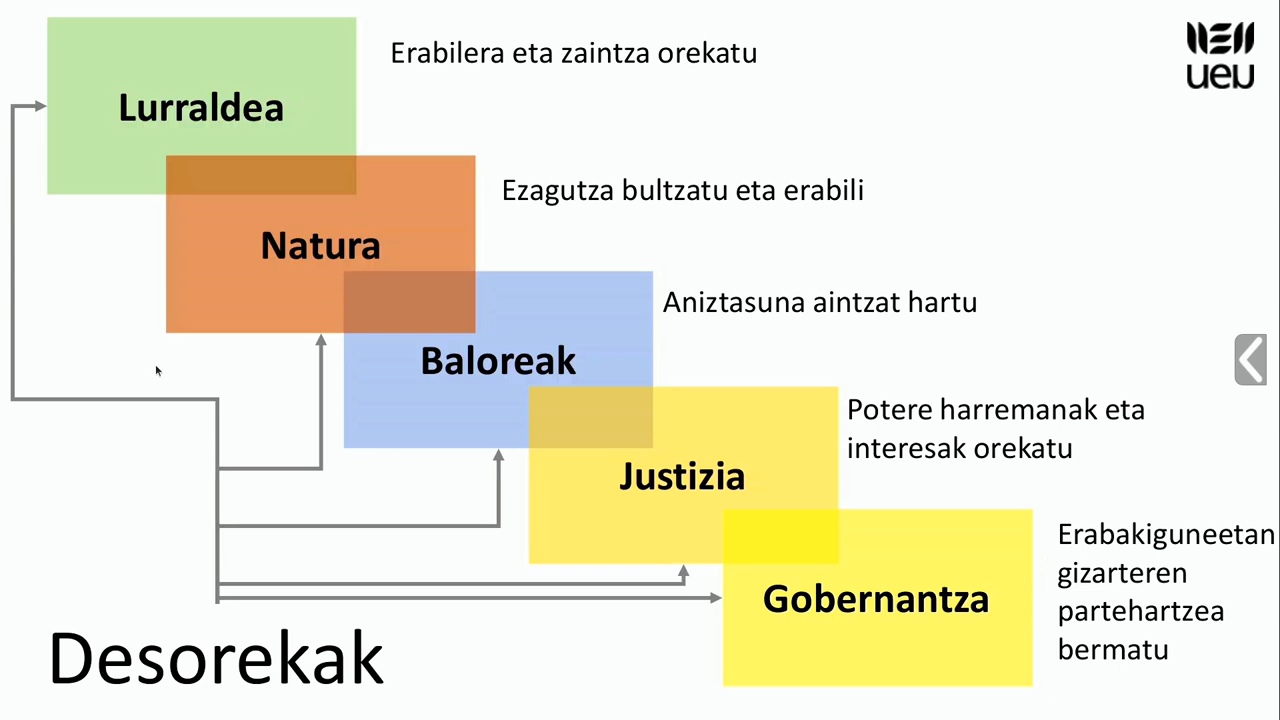 Lurraldea
Erabilera eta zaintza orekatu
ueu
Natura
Ezagutza bultzatu eta erabili
Baloreak
Aniztasuna aintzat hartu
Justizia
Potere harremanak eta
interesak orekatu
Gobernantza
Erabakiguneetan
gizarteren
partehartzea
bermatu
Desorekak